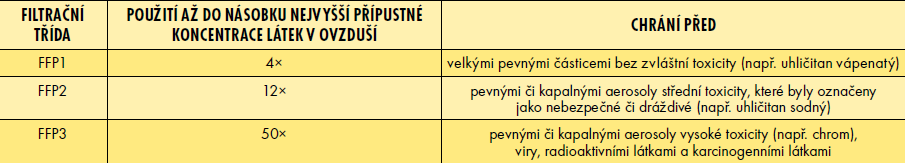 FILTRAČNÍ
TŘÍDA
POUŽITÍ AŽ DO NÁSOBKU NEJVYŠŠÍ PŘÍPUSTNÉ
KONCENTRACE LÁTEK V OVZDUŠÍ
CHRÁNÍ PŘED
FFP1
4×
velkými pevnými částicemi bez zvláštní toxicity (např. uhličitan vápenatý)
FFP2
12×
pevnými či kapalnými aerosoly střední toxicity, které byly označeny
jako nebezpečné či dráždivé (např. uhličitan sodný)
FFP3
50×
pevnými či kapalnými aerosoly vysoké toxicity (např. chrom),
viry, radioaktivními látkami a karcinogenními látkami